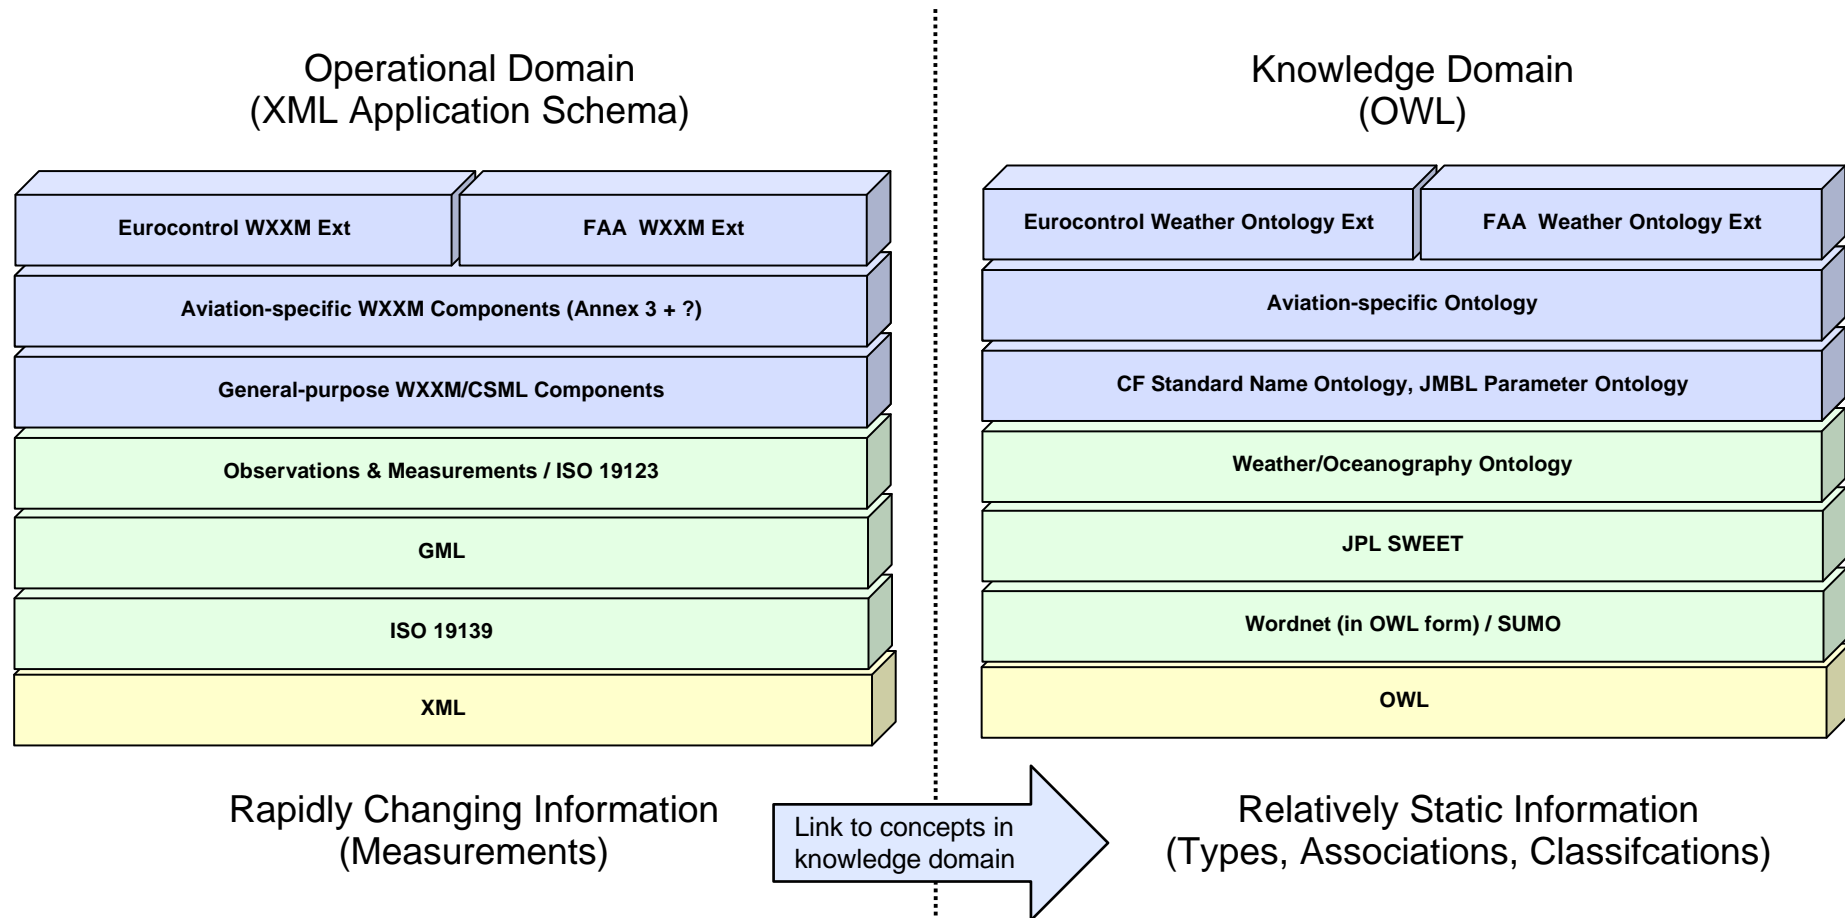 Operational Domain
(XML Application Schema)
Eurocontrol WXXM Ext
FAA  WXXM Ext
Aviation-specific WXXM Components (Annex 3 + ?)
General-purpose WXXM/CSML Components
Observations & Measurements / ISO 19123
GML
ISO 19139
XML
Rapidly Changing Information
(Measurements)
Link to concepts in
knowledge domain
Knowledge Domain
(OWL)
Eurocontrol Weather Ontology Ext
FAA  Weather Ontology Ext
Aviation-specific Ontology
CF Standard Name Ontology, JMBL Parameter Ontology
Weather/Oceanography Ontology
JPL SWEET
Wordnet (in OWL form) / SUMO
OWL
Relatively Static Information
(Types, Associations, Classifcations)